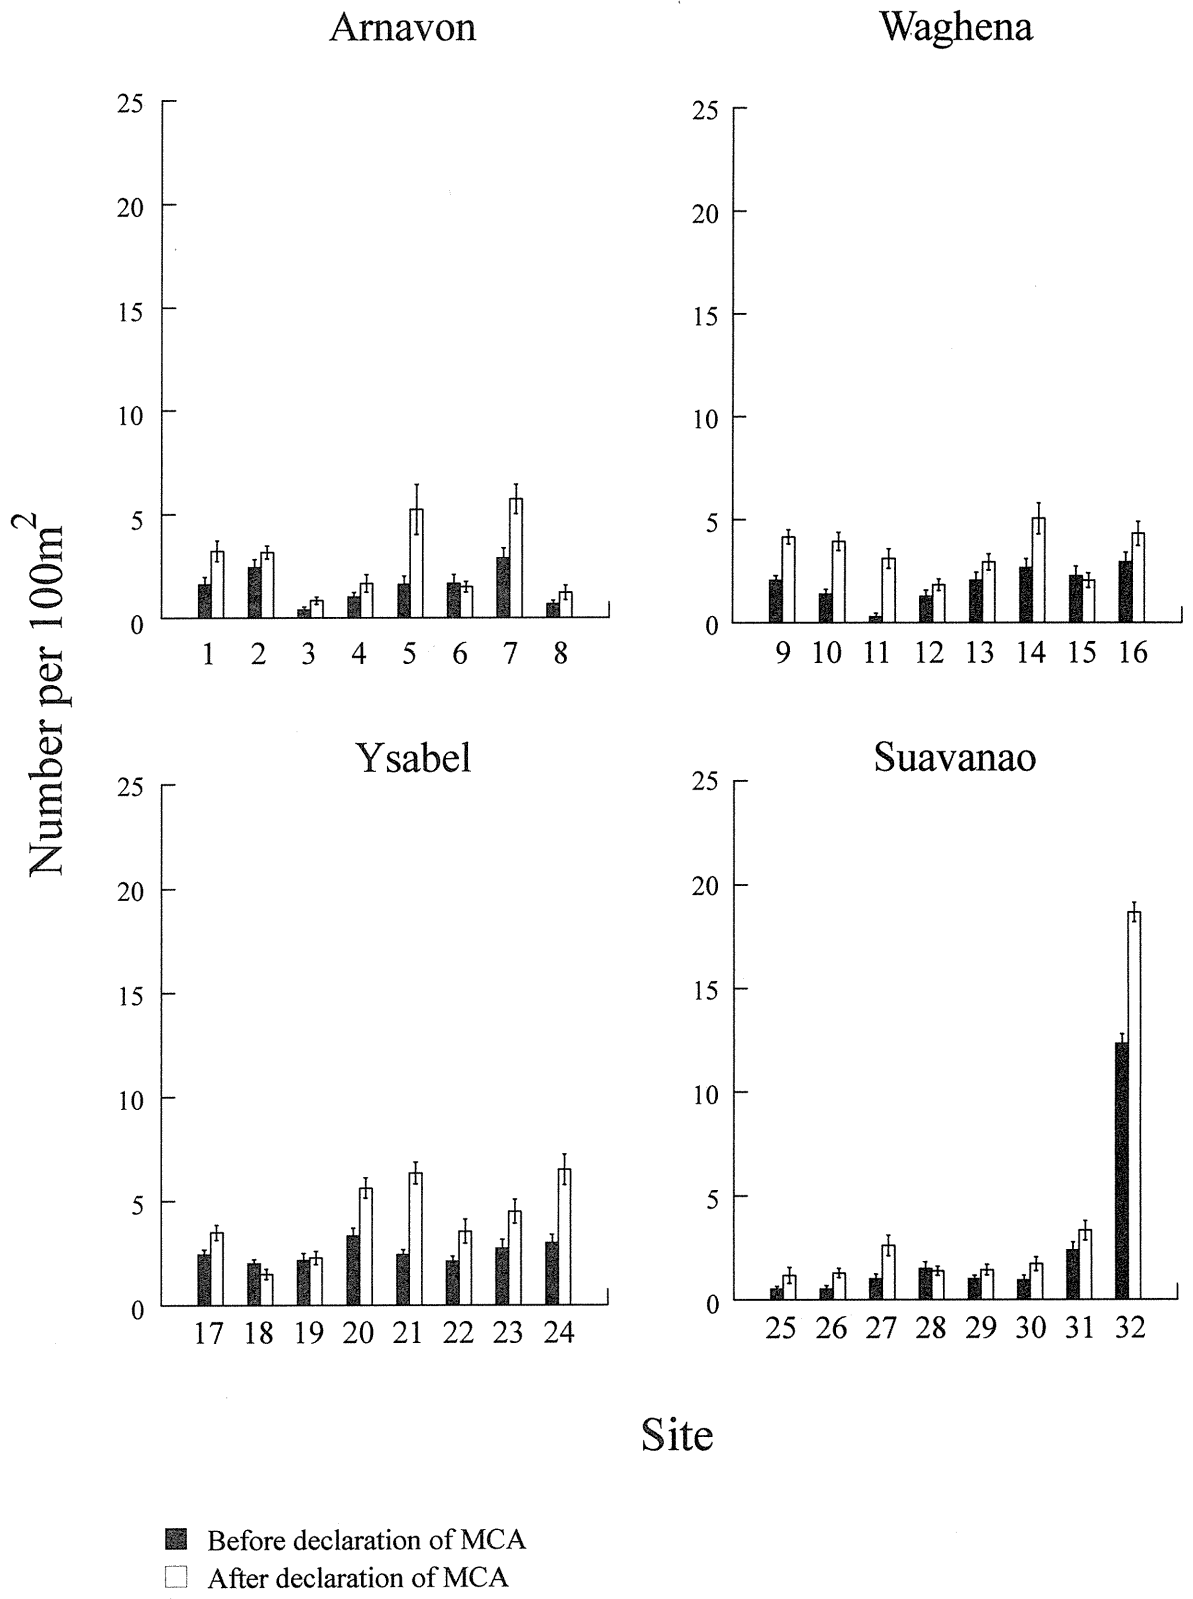 Arnavon
Waghena
25
20
15
10
5
0
1 2 3 4 5 6 7 8
25
20
15
10
5
0
9 10 11 12 13 14 15 16
Number per 100m²
Ysabel
Suavanao
25
20
15
10
5
0
17 18 19 20 21 22 23 24
25
20
15
10
5
0
25 26 27 28 29 30 31 32
Site
Before declaration of MCA
After declaration of MCA